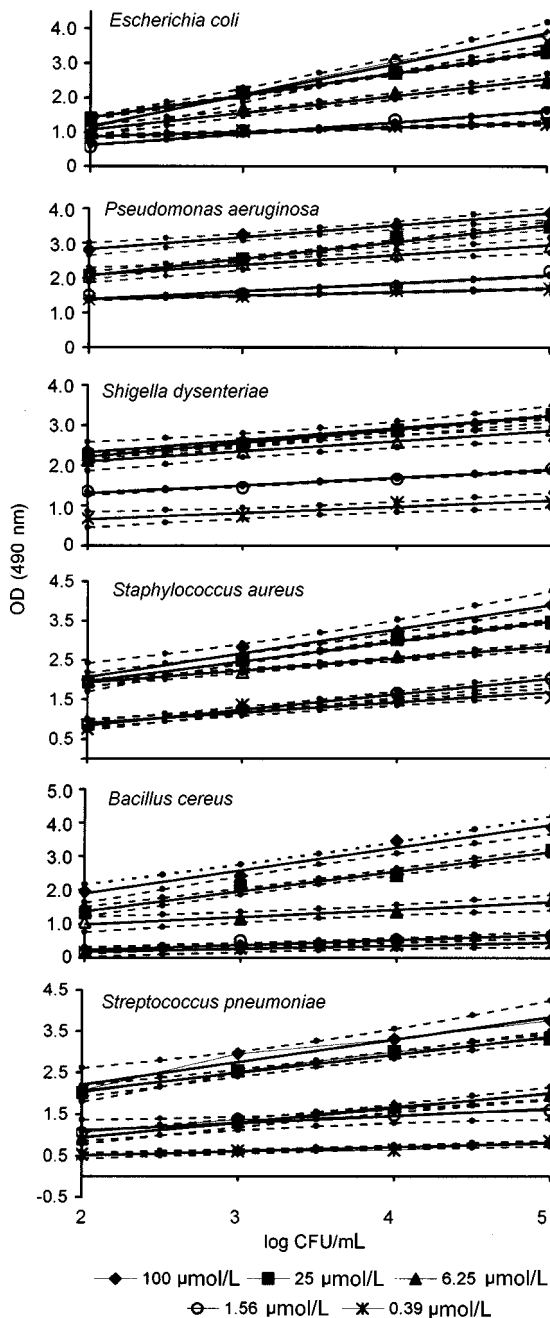 Escherichia coli
4.0
3.0
2.0
1.0
0
Pseudomonas aeruginosa
4.0
3.0
2.0
1.0
0
Shigella dysenteriae
4.0
3.0
2.0
1.0
0
OD (490 nm)
Staphylococcus aureus
4.5
3.5
2.5
1.5
0.5
Bacillus cereus
5.0
4.0
3.0
2.0
1.0
0
Streptococcus pneumoniae
4.5
3.5
2.5
1.5
0.5
-0.5
2 3 4 5
log CFU/mL
100 µmol/L 25 µmol/L 6.25 µmol/L
1.56 µmol/L 0.39 µmol/L